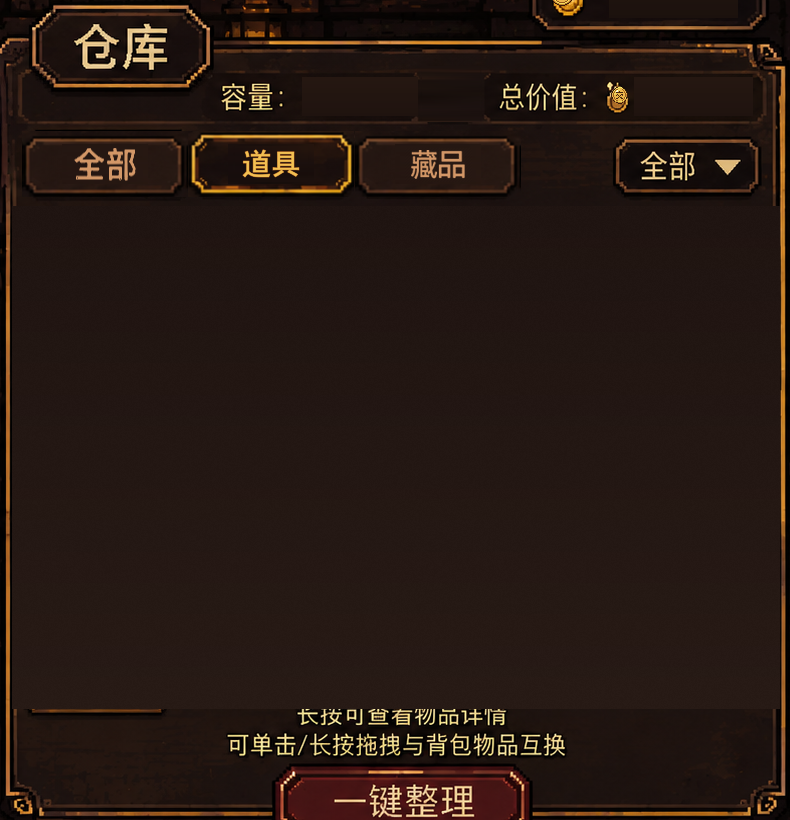 仓库
容量： 总价值：
全部 道具 藏品 全部
长按可查看物品详情
可单击/长按拖拽与背包物品互换
一键整理